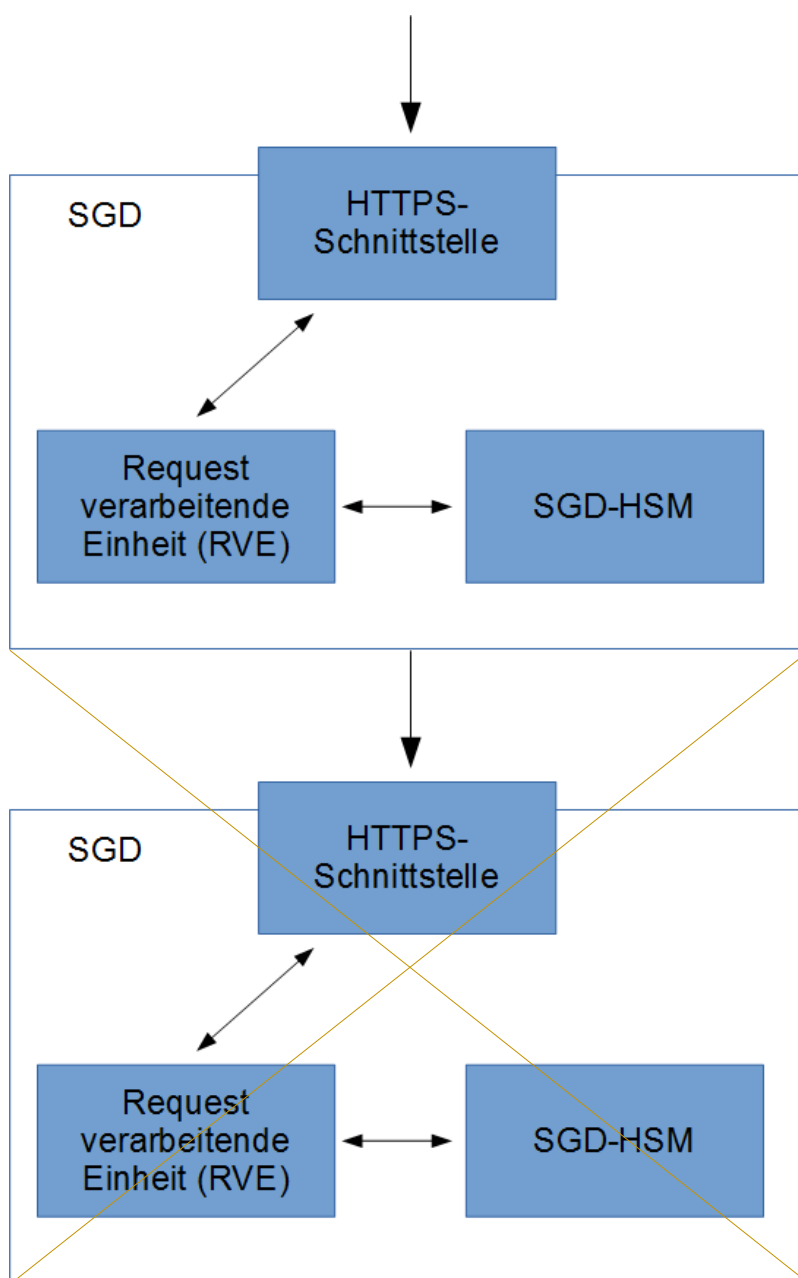 SGD
HTTPS-
Schnittstelle
Request
verarbeitende
Einheit (RVE)
SGD-HSM
SGD
HTTPS-
Schnittstelle
Request
verarbeitende
Einheit (RVE)
SGD-HSM